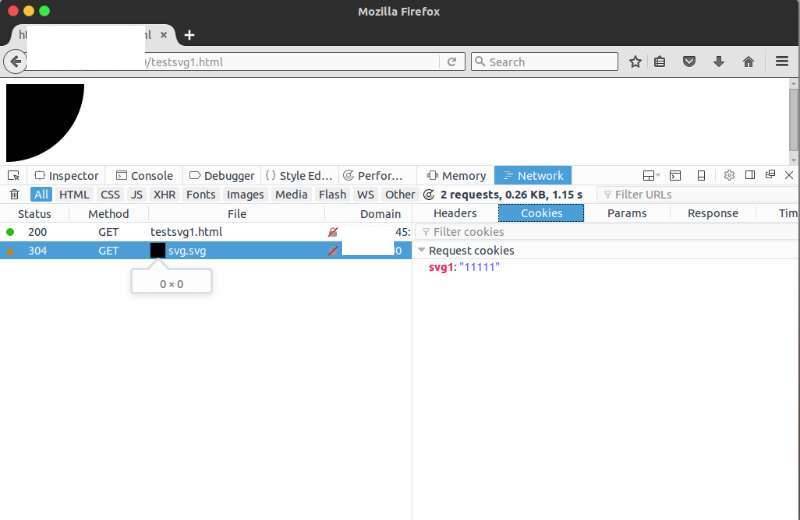 Mozilla Firefox
ml ×
/testsvg1.html
Search
Inspector Console Debugger Style Ed... Perfor... Memory Network
All HTML CSS JS XHR Fonts Images Media Flash WS Other 2 requests, 0.26 KB, 1.15 s Filter URLs
Status Method File Domain Headers Cookies Params Response Tim
200 GET testsvg1.html 45: Filter cookies
304 GET svg.svg 0 Request cookies
svg1: "11111"
0 × 0